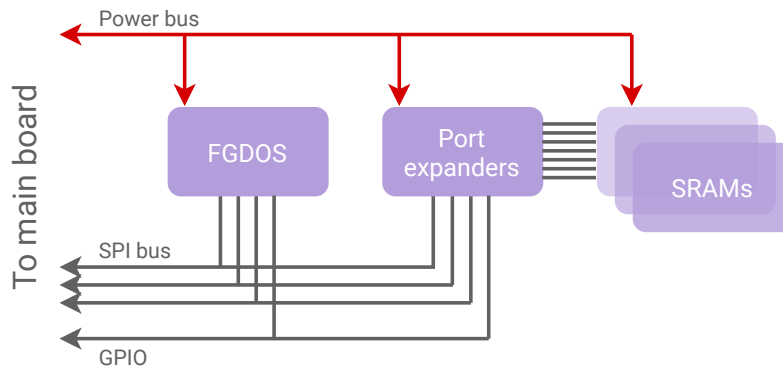 Power bus
To main board
FGDOS
Port
expanders
SRAMs
SPI bus
GPIO